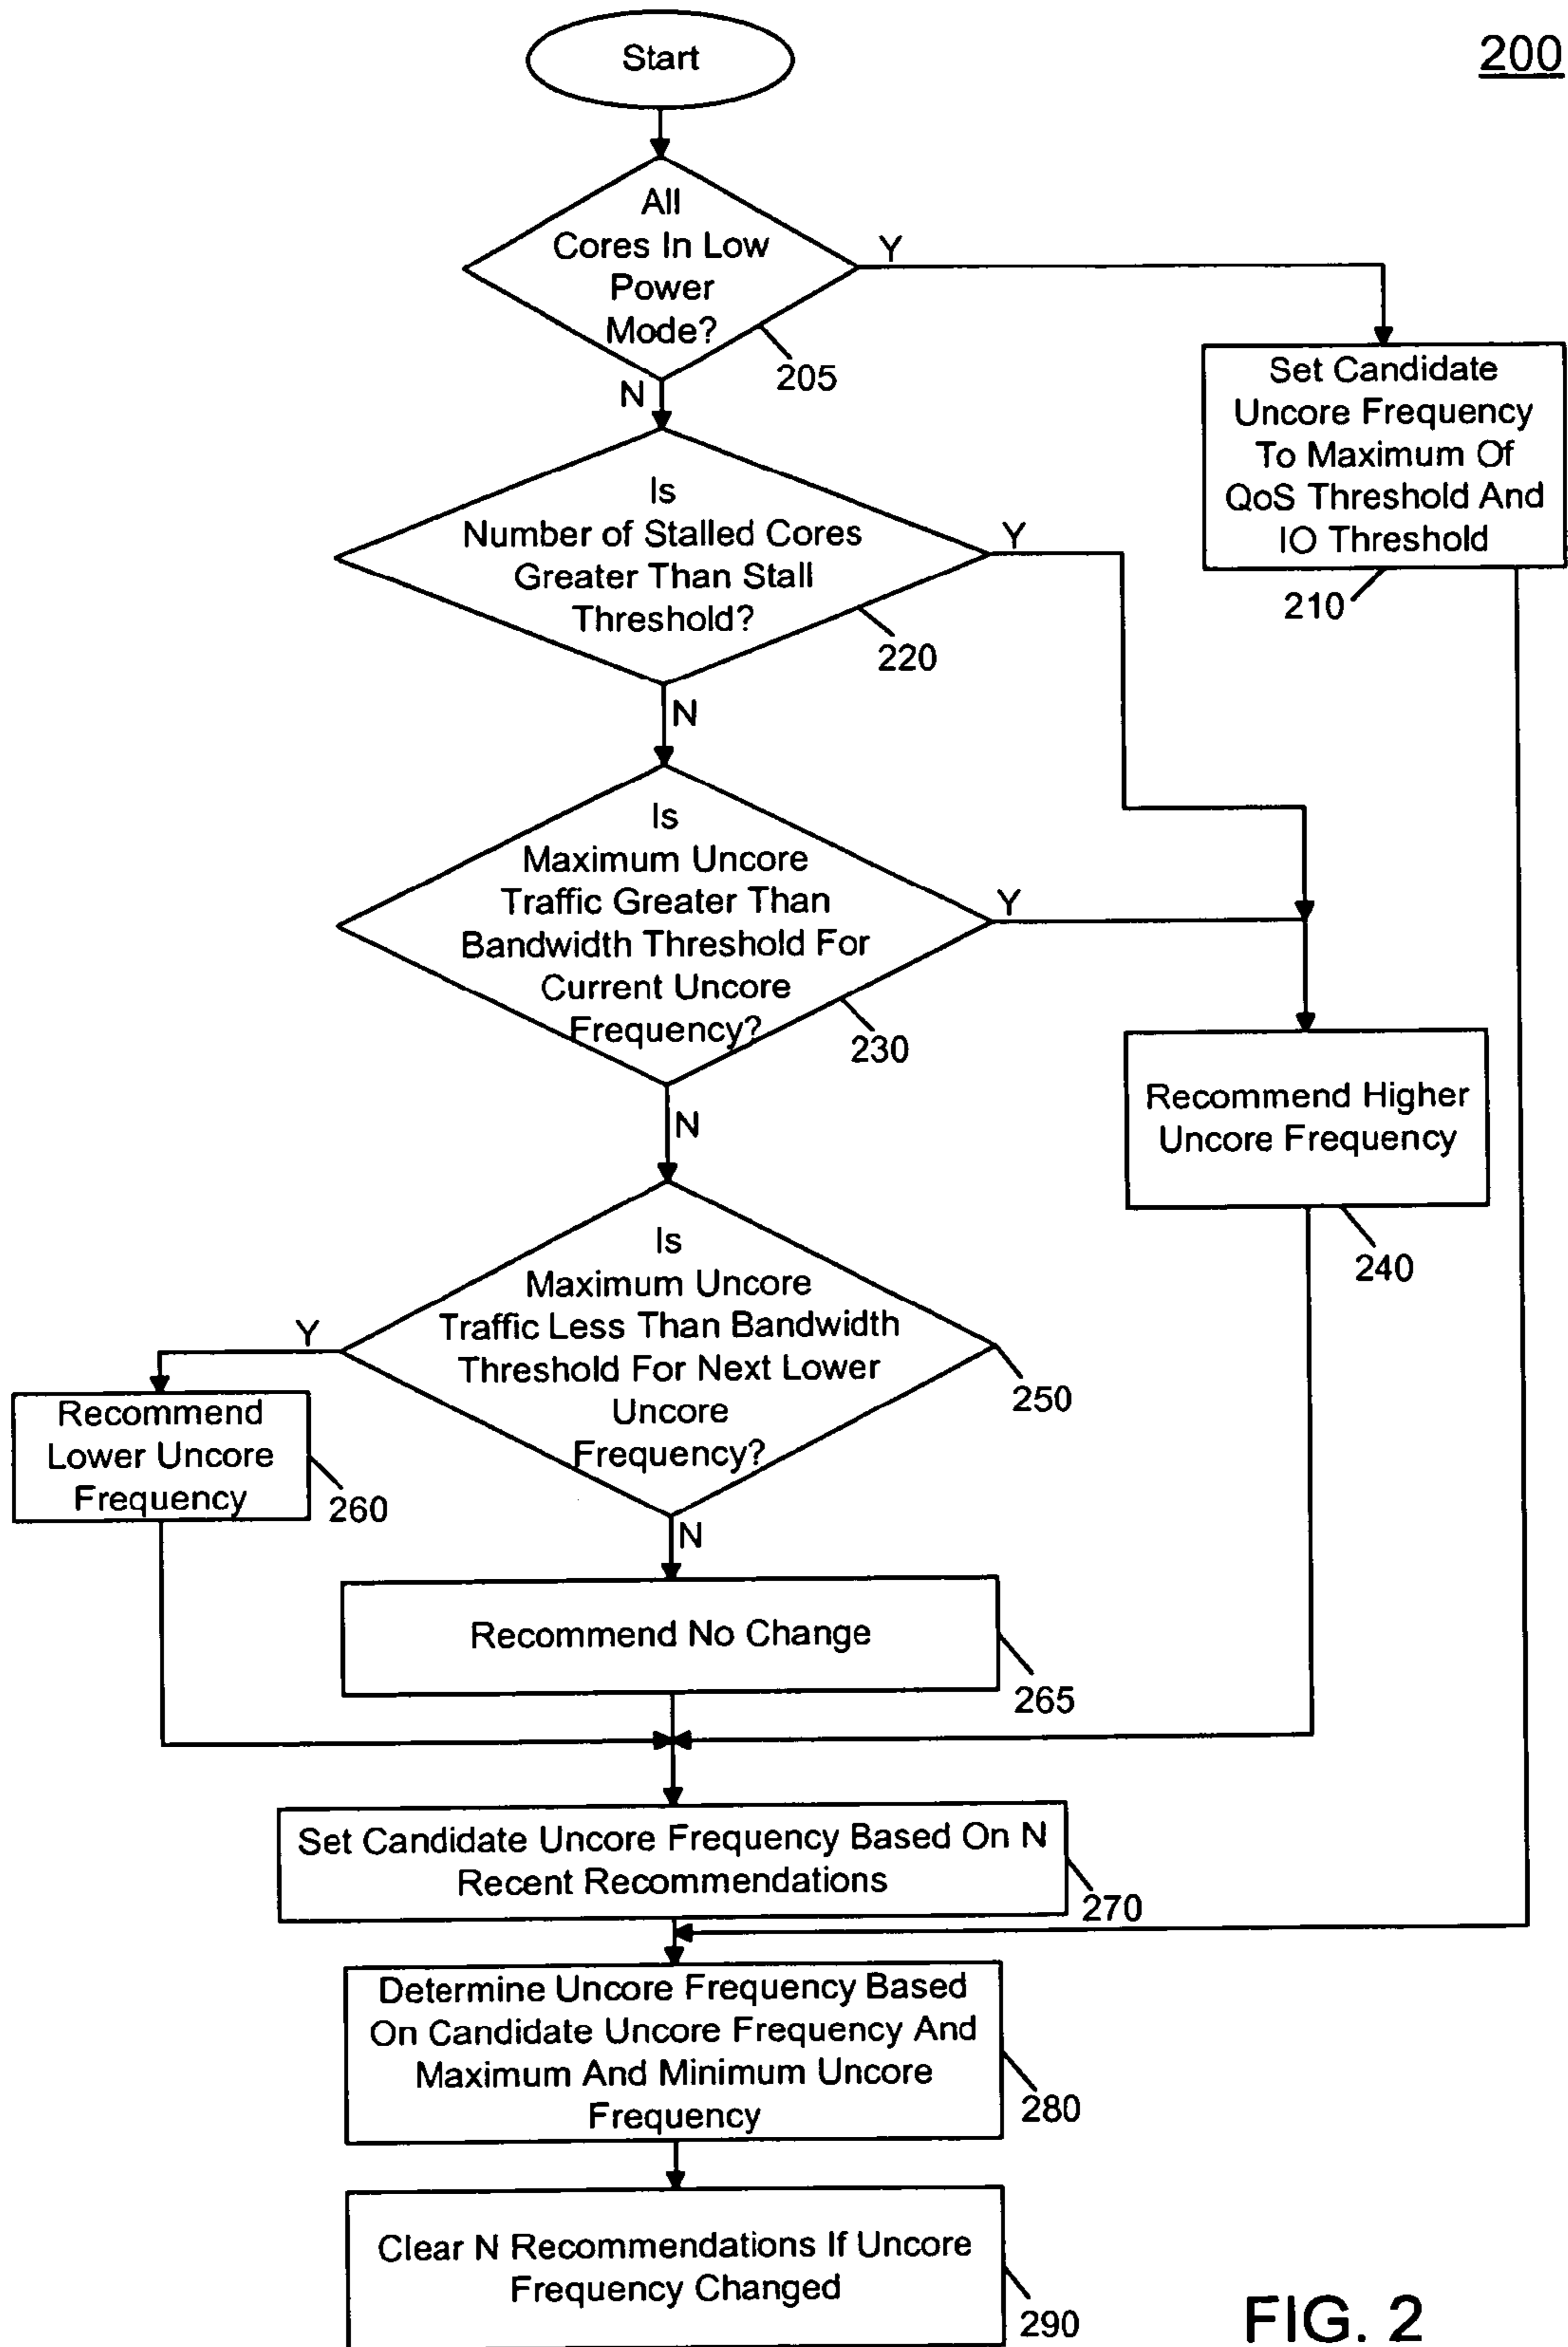 200
Start
All
Cores In Low
Power
Mode?
Y
205
N
Set Candidate
Uncore Frequency
To Maximum Of
QoS Threshold And
IO Threshold
210
Is
Number of Stalled Cores
Greater Than Stall
Threshold?
Y
220
N
Is
Maximum Uncore
Traffic Greater Than
Bandwidth Threshold For
Current Uncore
Frequency?
Y
230
N
Recommend Higher
Uncore Frequency
240
Is
Maximum Uncore
Traffic Less Than Bandwidth
Threshold For Next Lower
Uncore
Frequency?
Y
250
N
Recommend
Lower Uncore
Frequency
260
Recommend No Change
265
Set Candidate Uncore Frequency Based On N
Recent Recommendations
270
Determine Uncore Frequency Based
On Candidate Uncore Frequency And
Maximum And Minimum Uncore
Frequency
280
Clear N Recommendations If Uncore
Frequency Changed
290
FIG. 2